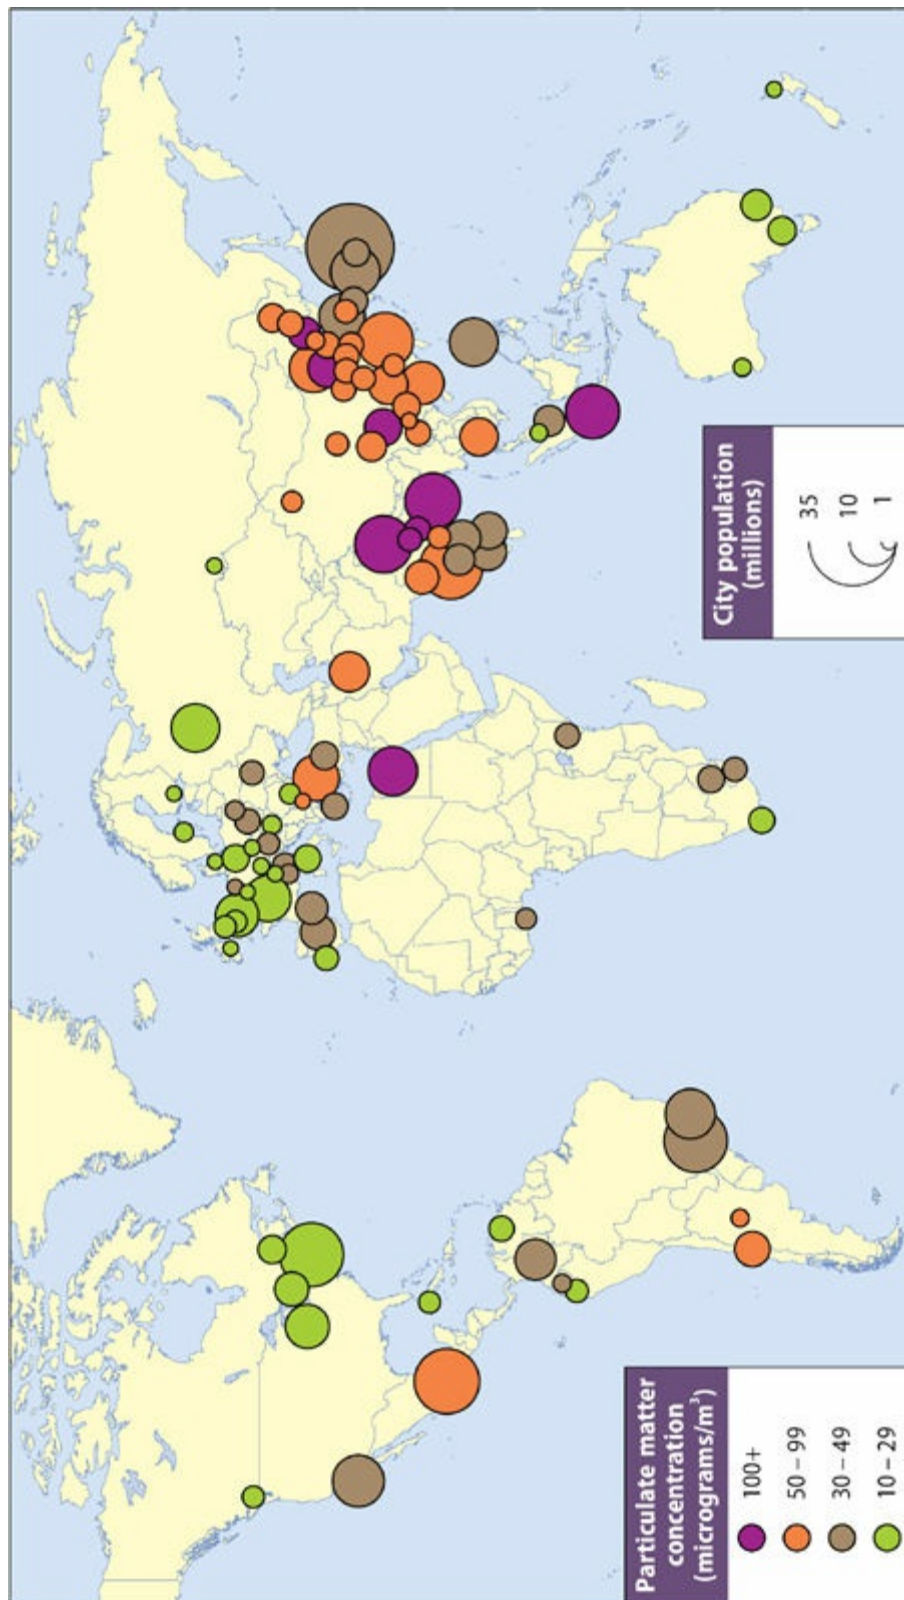 Particulate matter
concentration
(micrograms/m³)
100+
50 – 99
30 – 49
10 – 29
City population
(millions)
35
10
1